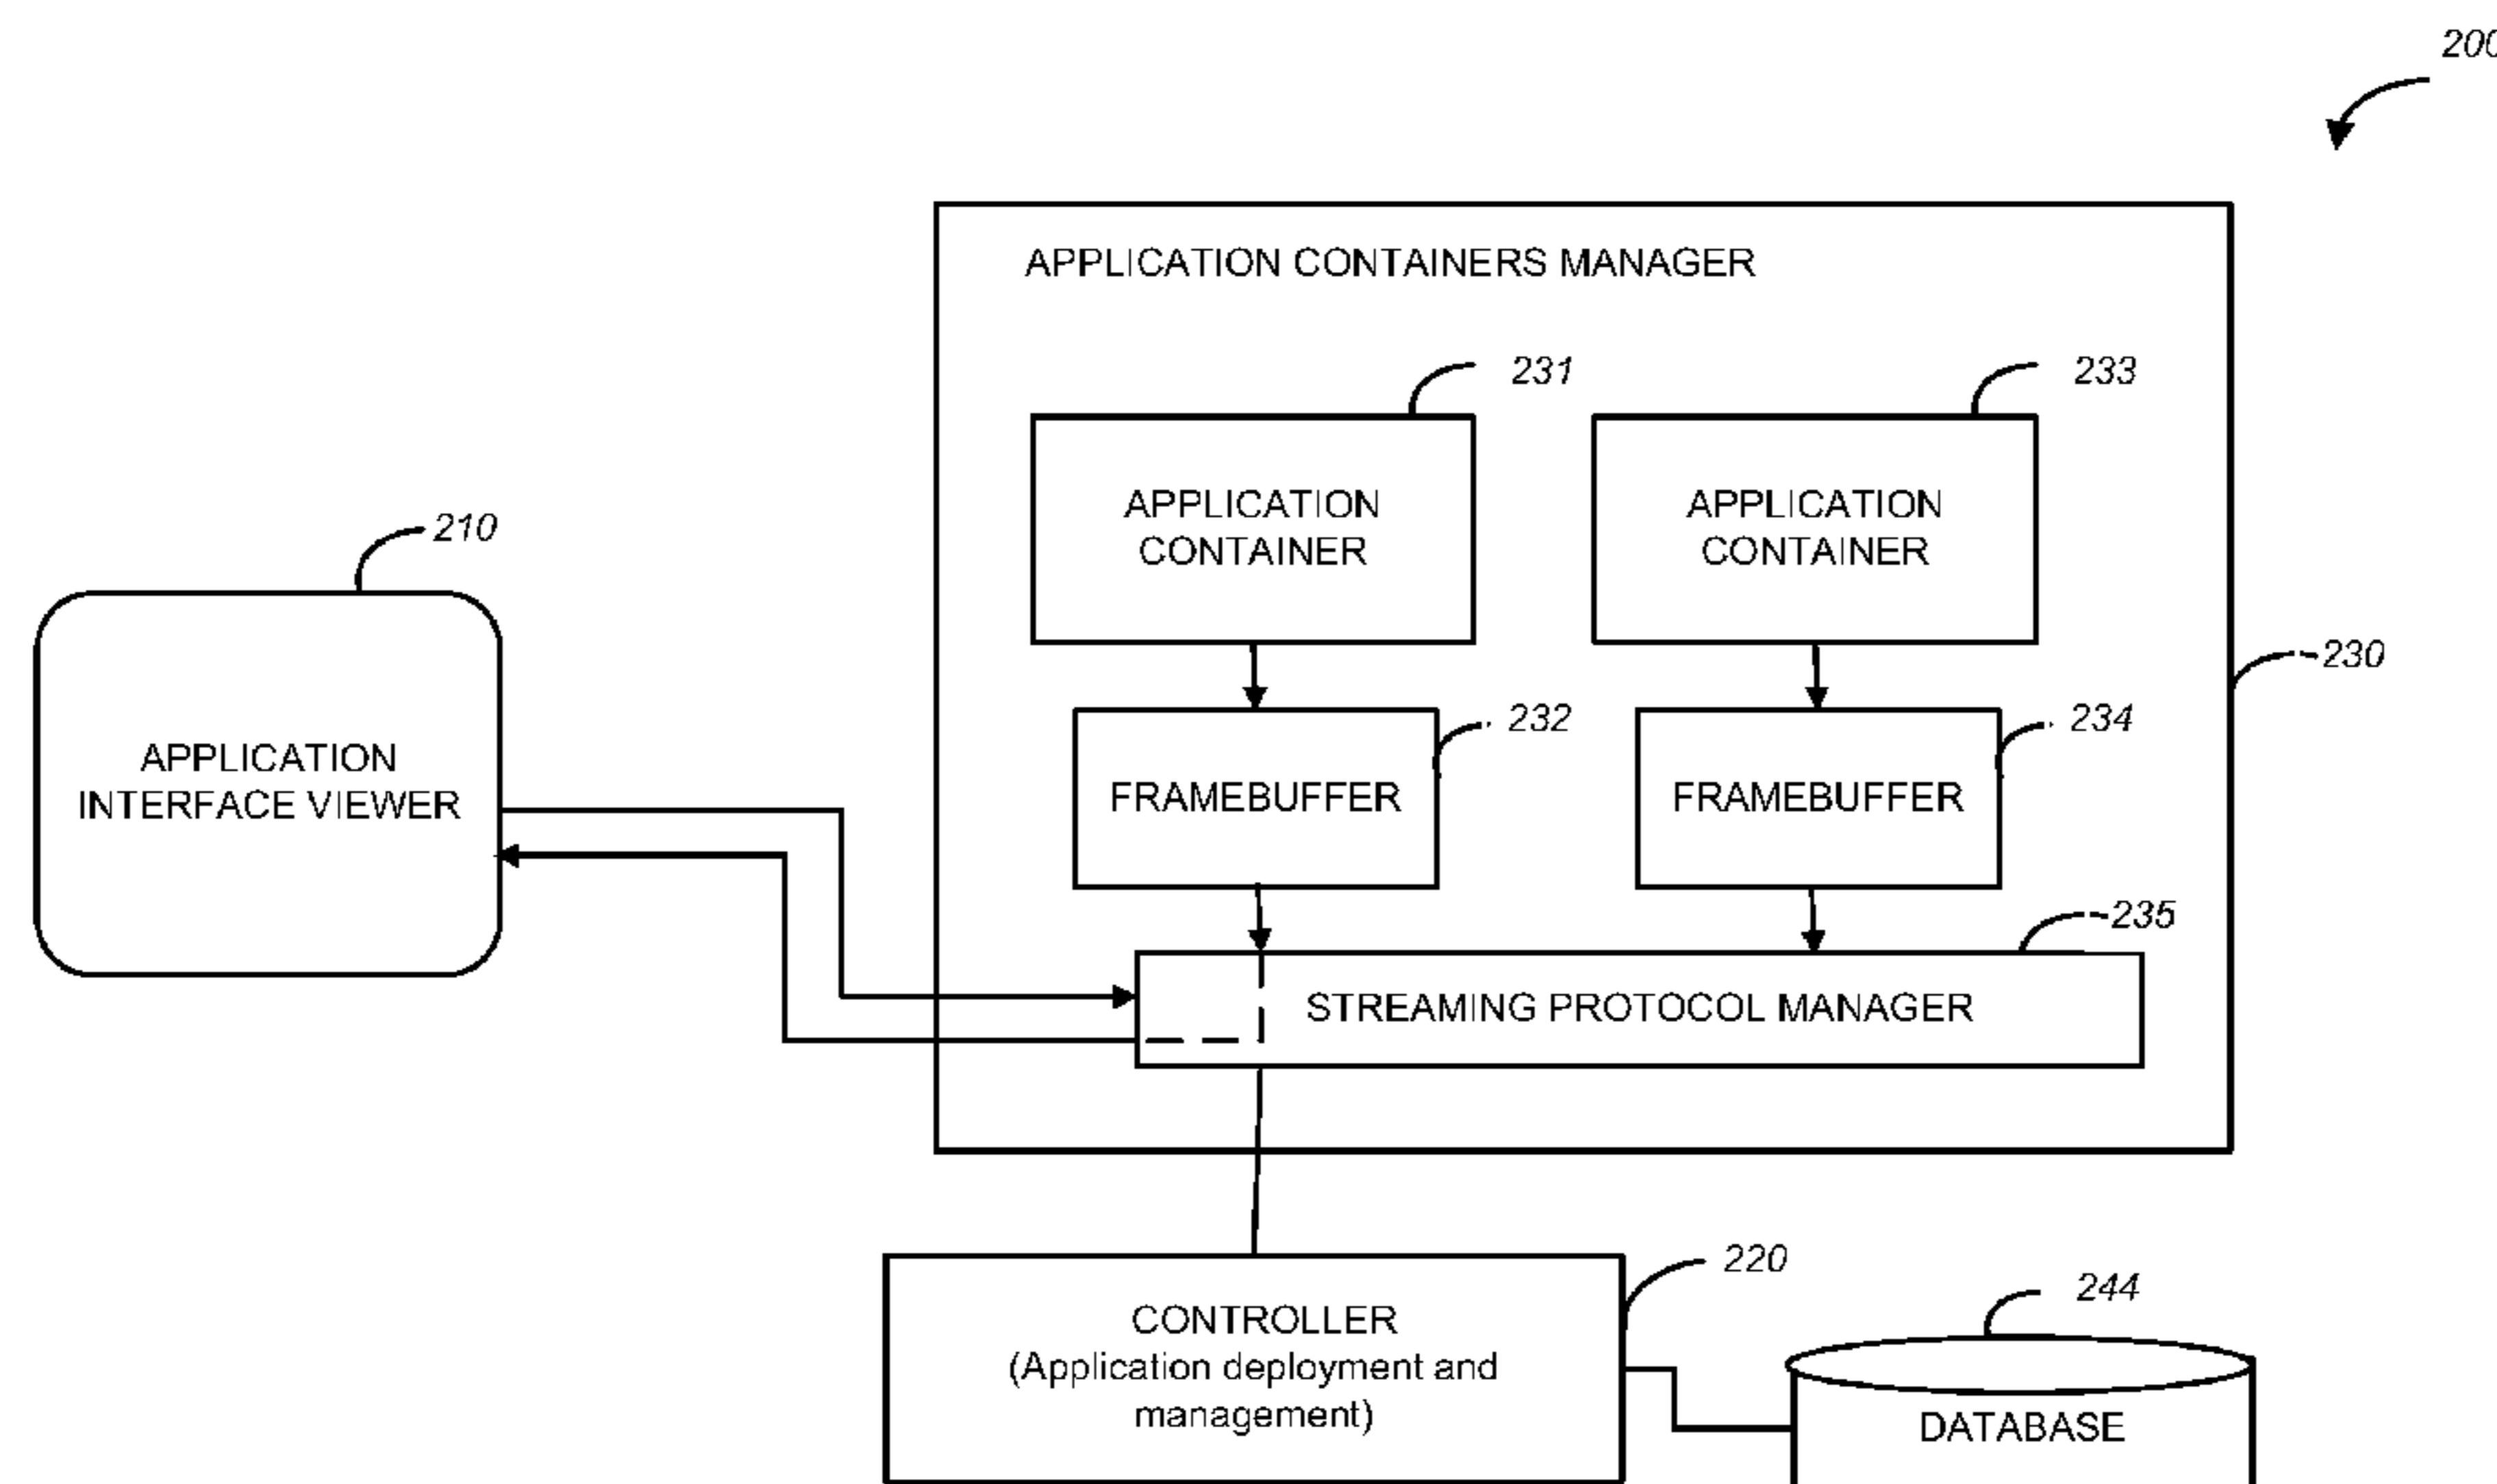 200
APPLICATION CONTAINERS MANAGER
231
233
APPLICATION
CONTAINER
APPLICATION
CONTAINER
210
230
232
234
APPLICATION
INTERFACE VIEWER
FRAMEBUFFER
FRAMEBUFFER
235
STREAMING PROTOCOL MANAGER
220
244
CONTROLLER
(Application deployment and
management)
DATABASE